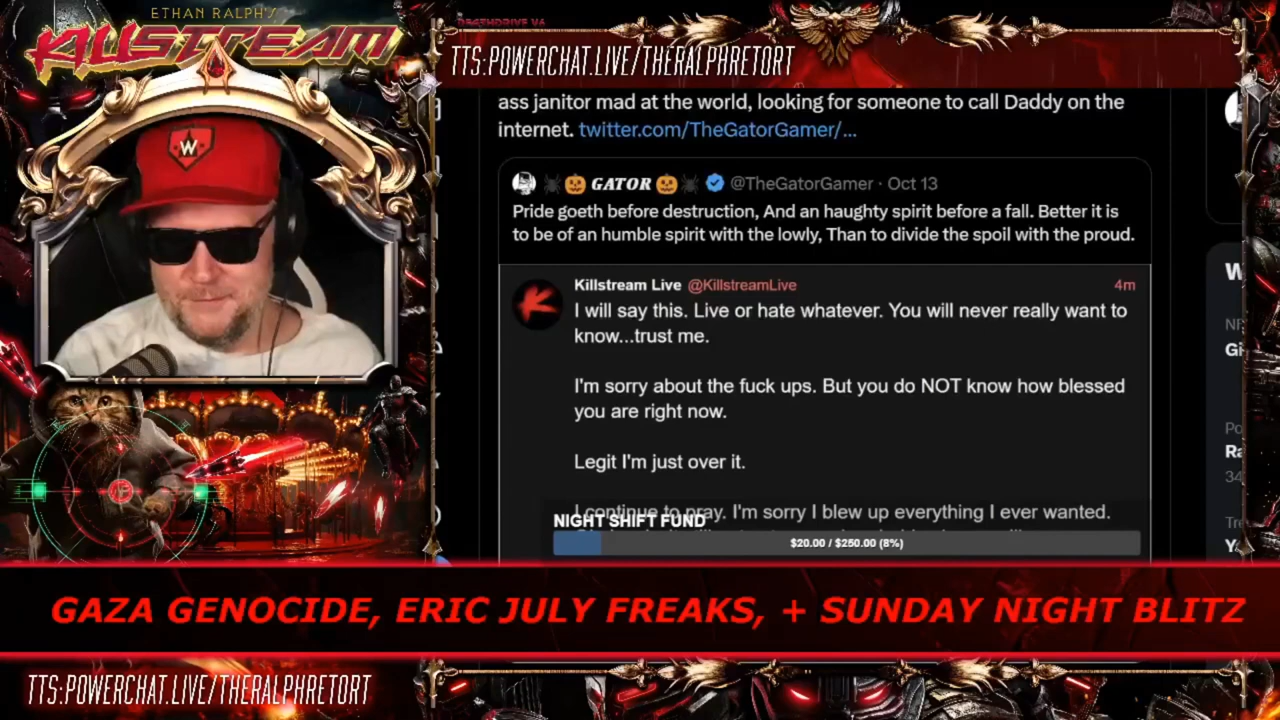 ETHAN RALPH'S
KILLSTREAM
DEATHDRIVE V6
TTS:POWERCHAT.LIVE/THERALPHRETORT
W
ass janitor mad at the world, looking for someone to call Daddy on the
internet. twitter.com/TheGatorGamer/...
GATOR @TheGatorGamer · Oct 13
Pride goeth before destruction, And an haughty spirit before a fall. Better it is
to be of an humble spirit with the lowly, Than to divide the spoil with the proud.
Killstream Live @KillstreamLive 4m
I will say this. Live or hate whatever. You will never really want to
know...trust me.
I'm sorry about the fuck ups. But you do NOT know how blessed
you are right now.
Legit I'm just over it.
I continue to pray. I'm sorry I blew up everything I ever wanted.
NIGHT SHIFT FUND
$20.00 / $250.00 (8%)
GAZA GENOCIDE, ERIC JULY FREAKS, + SUNDAY NIGHT BLITZ
TTS:POWERCHAT.LIVE/THERALPHRETORT